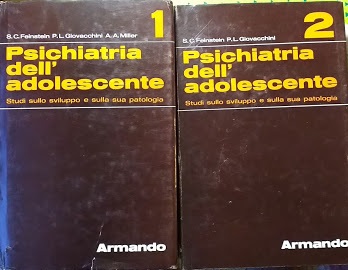 1
S.C. Feinstein P.L. Giovacchini A.A. Miller
Psichiatria
dell'
adolescente
Studi sullo sviluppo e sulla sua patologia
Armando
2
S.C. Feinstein P.L. Giovacchini
Psichiatria
dell'
adolescente
Studi sullo sviluppo e sulla sua patologia
Armando